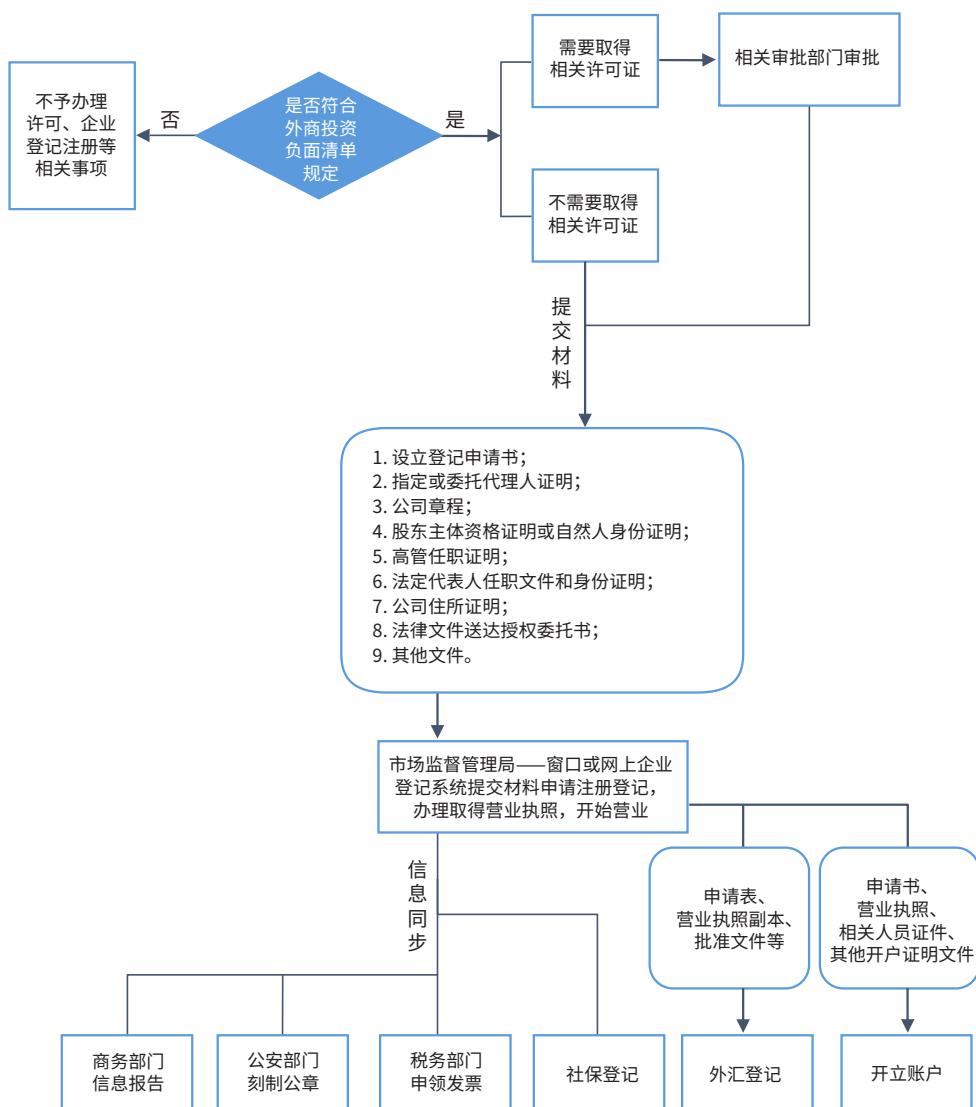 需要取得
相关许可证
相关审批部门审批
不予办理
许可、企业
登记注册等
相关事项
否
是否符合
外商投资
负面清单
规定
是
不需要取得
相关许可证
提
交
材
料
1. 设立登记申请书；
2. 指定或委托代理人证明；
3. 公司章程；
4. 股东主体资格证明或自然人身份证明；
5. 高管任职证明；
6. 法定代表人任职文件和身份证明；
7. 公司住所证明；
8. 法律文件送达授权委托书；
9. 其他文件。
市场监督管理局——窗口或网上企业
登记系统提交材料申请注册登记，
办理取得营业执照，开始营业
信
息
同
步
申请表、
营业执照副本、
批准文件等
申请书、
营业执照、
相关人员证件、
其他开户证明文件
商务部门
信息报告
公安部门
刻制公章
税务部门
申领发票
社保登记
外汇登记
开立账户